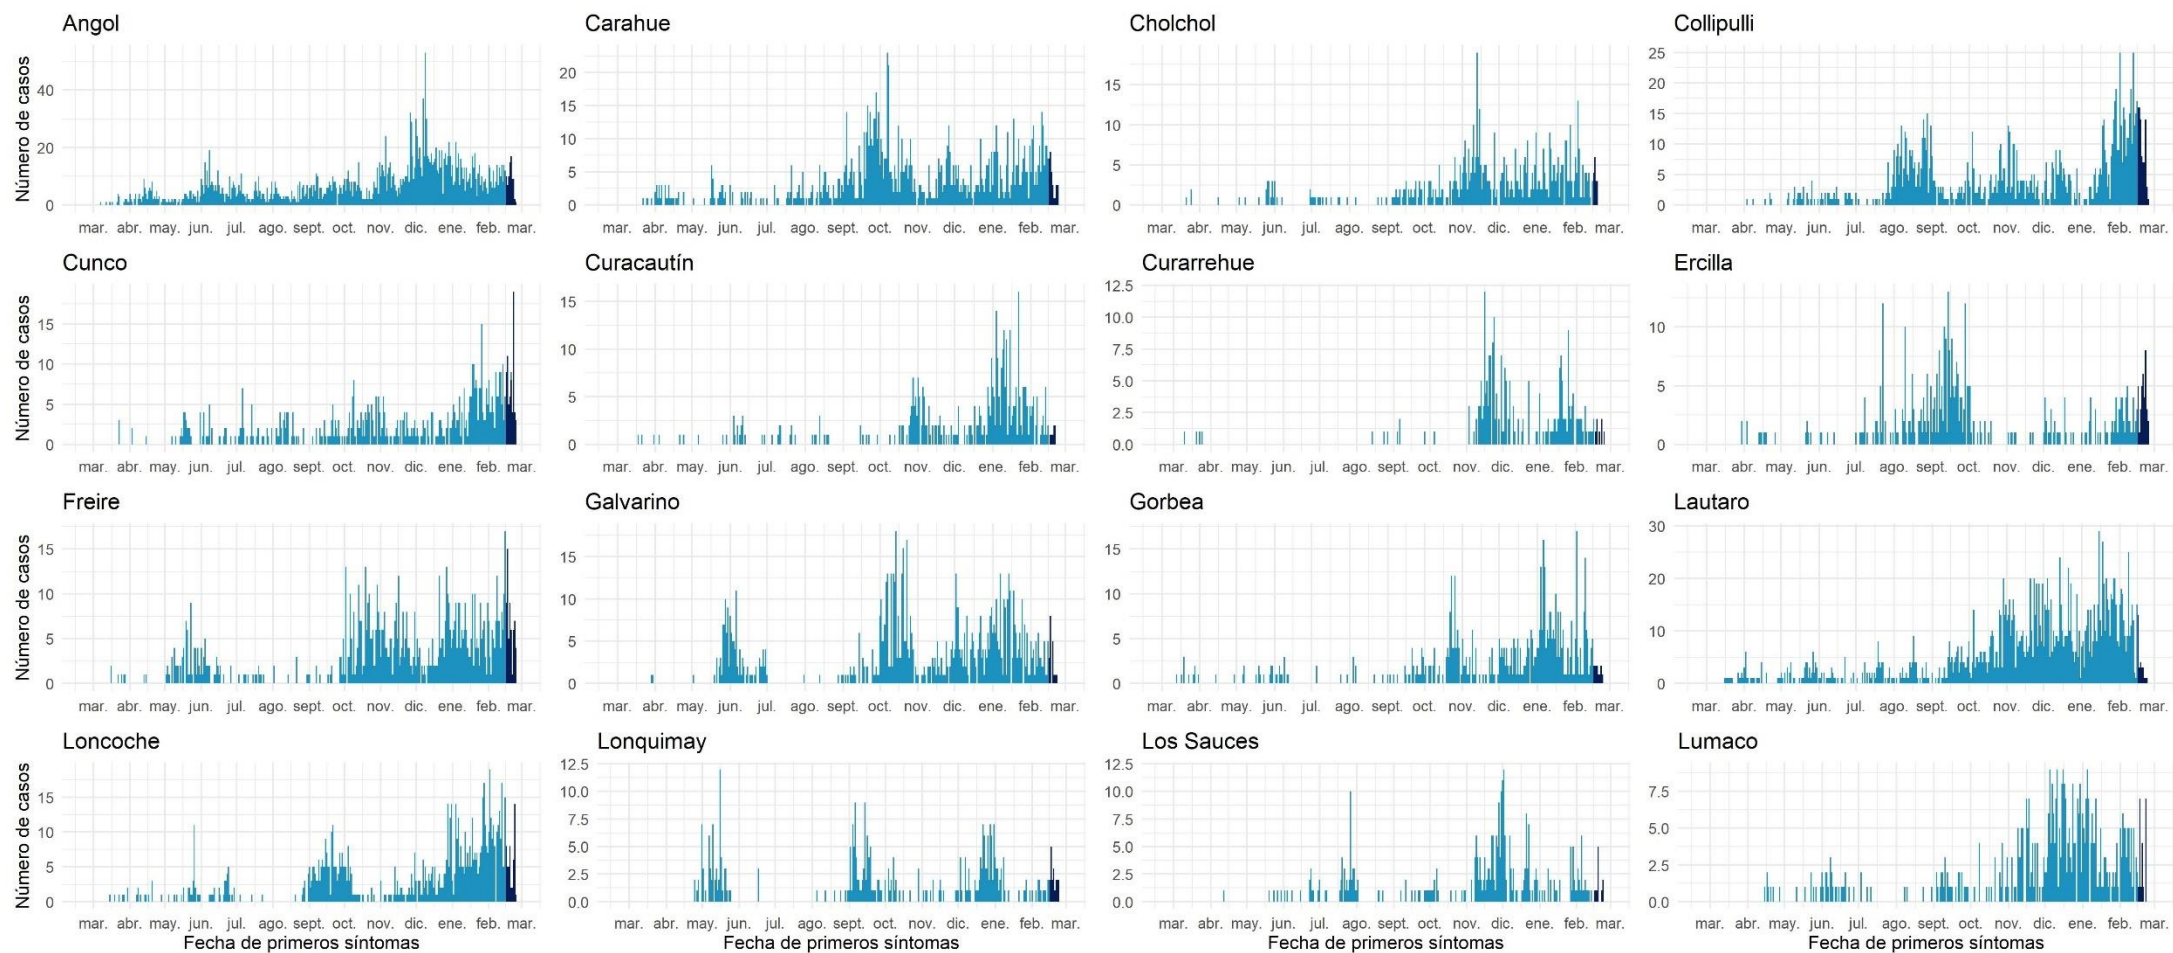 Angol
Carahue
Cholchol
Collipulli
Número de casos
40
20
0
20
15
10
5
0
15
10
5
0
25
20
15
10
5
0
mar. abr. may. jun. jul. ago. sept. oct. nov. dic. ene. feb. mar.
mar. abr. may. jun. jul. ago. sept. oct. nov. dic. ene. feb. mar.
mar. abr. may. jun. jul. ago. sept. oct. nov. dic. ene. feb. mar.
mar. abr. may. jun. jul. ago. sept. oct. nov. dic. ene. feb. mar.
Cunco
Curacautín
Curarrehue
Ercilla
Número de casos
15
10
5
0
15
10
5
0
12.5
10.0
7.5
5.0
2.5
0.0
10
5
0
mar. abr. may. jun. jul. ago. sept. oct. nov. dic. ene. feb. mar.
mar. abr. may. jun. jul. ago. sept. oct. nov. dic. ene. feb. mar.
mar. abr. may. jun. jul. ago. sept. oct. nov. dic. ene. feb. mar.
mar. abr. may. jun. jul. ago. sept. oct. nov. dic. ene. feb. mar.
Freire
Galvarino
Gorbea
Lautaro
Número de casos
15
10
5
0
15
10
5
0
15
10
5
0
30
20
10
0
mar. abr. may. jun. jul. ago. sept. oct. nov. dic. ene. feb. mar.
mar. abr. may. jun. jul. ago. sept. oct. nov. dic. ene. feb. mar.
mar. abr. may. jun. jul. ago. sept. oct. nov. dic. ene. feb. mar.
mar. abr. may. jun. jul. ago. sept. oct. nov. dic. ene. feb. mar.
Loncoche
Lonquimay
Los Sauces
Lumaco
Número de casos
15
10
5
0
12.5
10.0
7.5
5.0
2.5
0.0
12.5
10.0
7.5
5.0
2.5
0.0
7.5
5.0
2.5
0.0
mar. abr. may. jun. jul. ago. sept. oct. nov. dic. ene. feb. mar.
mar. abr. may. jun. jul. ago. sept. oct. nov. dic. ene. feb. mar.
mar. abr. may. jun. jul. ago. sept. oct. nov. dic. ene. feb. mar.
mar. abr. may. jun. jul. ago. sept. oct. nov. dic. ene. feb. mar.
Fecha de primeros síntomas
Fecha de primeros síntomas
Fecha de primeros síntomas
Fecha de primeros síntomas